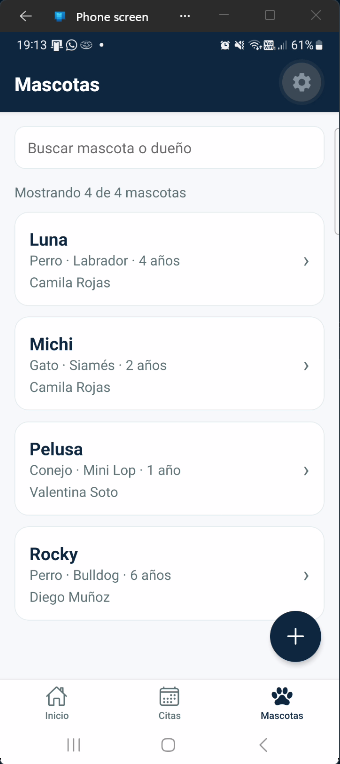 Phone screen
19:13
61%
Mascotas
Buscar mascota o dueño
Mostrando 4 de 4 mascotas
Luna
Perro · Labrador · 4 años
Camila Rojas
Michi
Gato · Siamés · 2 años
Camila Rojas
Pelusa
Conejo · Mini Lop · 1 año
Valentina Soto
Rocky
Perro · Bulldog · 6 años
Diego Muñoz
Inicio
Citas
Mascotas